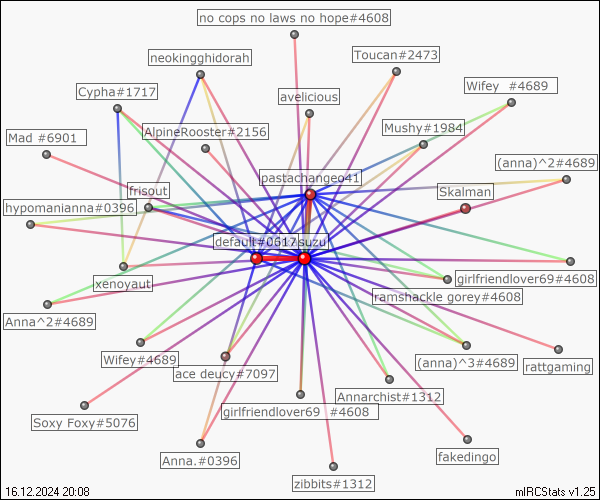 no cops no laws no hope#4608
neokingghidorah
Toucan#2473
Cypha#1717
avelicious
Wifey  #4689
Mad #6901
AlpineRooster#2156
Mushy#1984
(anna)^2#4689
pastachangeo41
frisout
Skalman
hypomanianna#0396
default#0617
suzu
xenoyaut
girlfriendlover69#4608
ramshackle gorey#4608
Anna^2#4689
Wifey#4689
(anna)^3#4689
rattgaming
ace deucy#7097
Annarchist#1312
girlfriendlover69  #4608
Soxy Foxy#5076
Anna.#0396
fakedingo
zibbits#1312
16.12.2024 20:08
mIRCStats v1.25